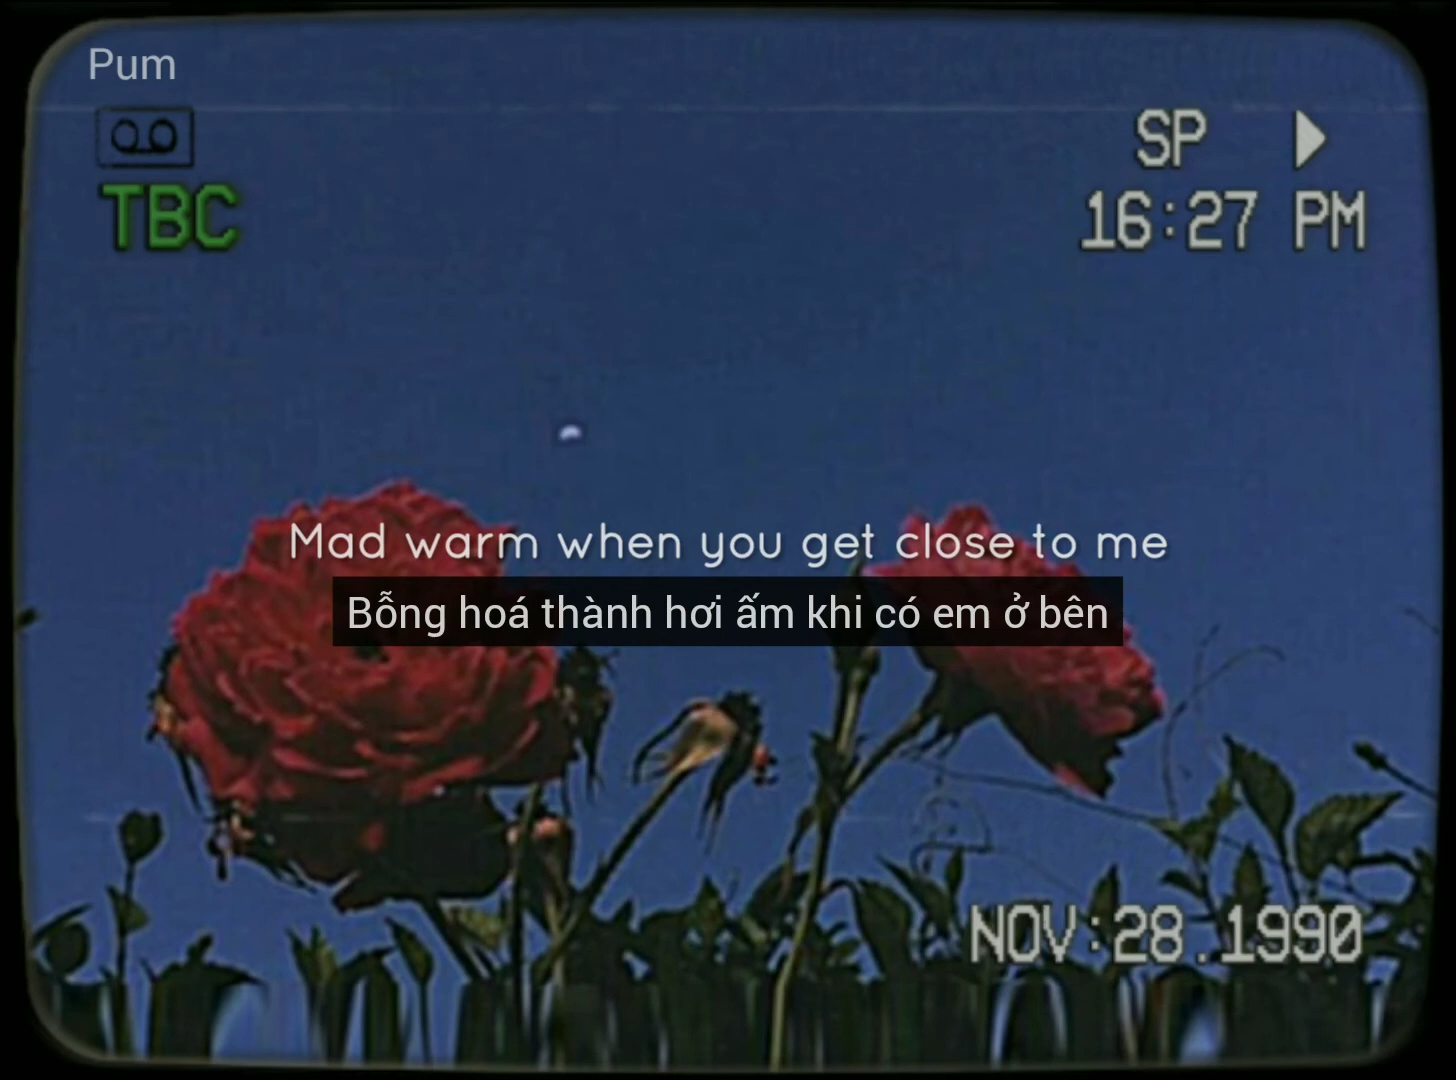 Pum
SP
TBC
16:27 PM
Mad warm when you get close to me
Bỗng hoá thành hơi ấm khi có em ở bên
NOV:28.1990